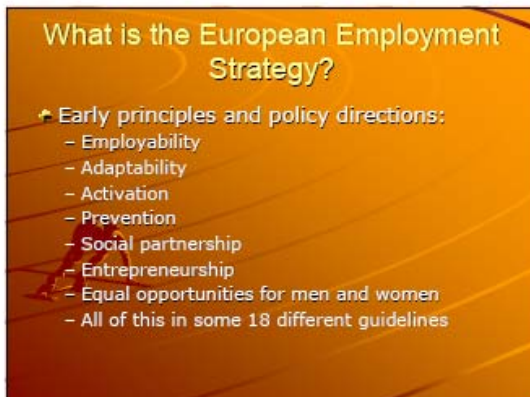 What is the European Employment
Strategy?
Early principles and policy directions:
– Employability
– Adaptability
– Activation
– Prevention
– Social partnership
– Entrepreneurship
– Equal opportunities for men and women
– All of this in some 18 different guidelines